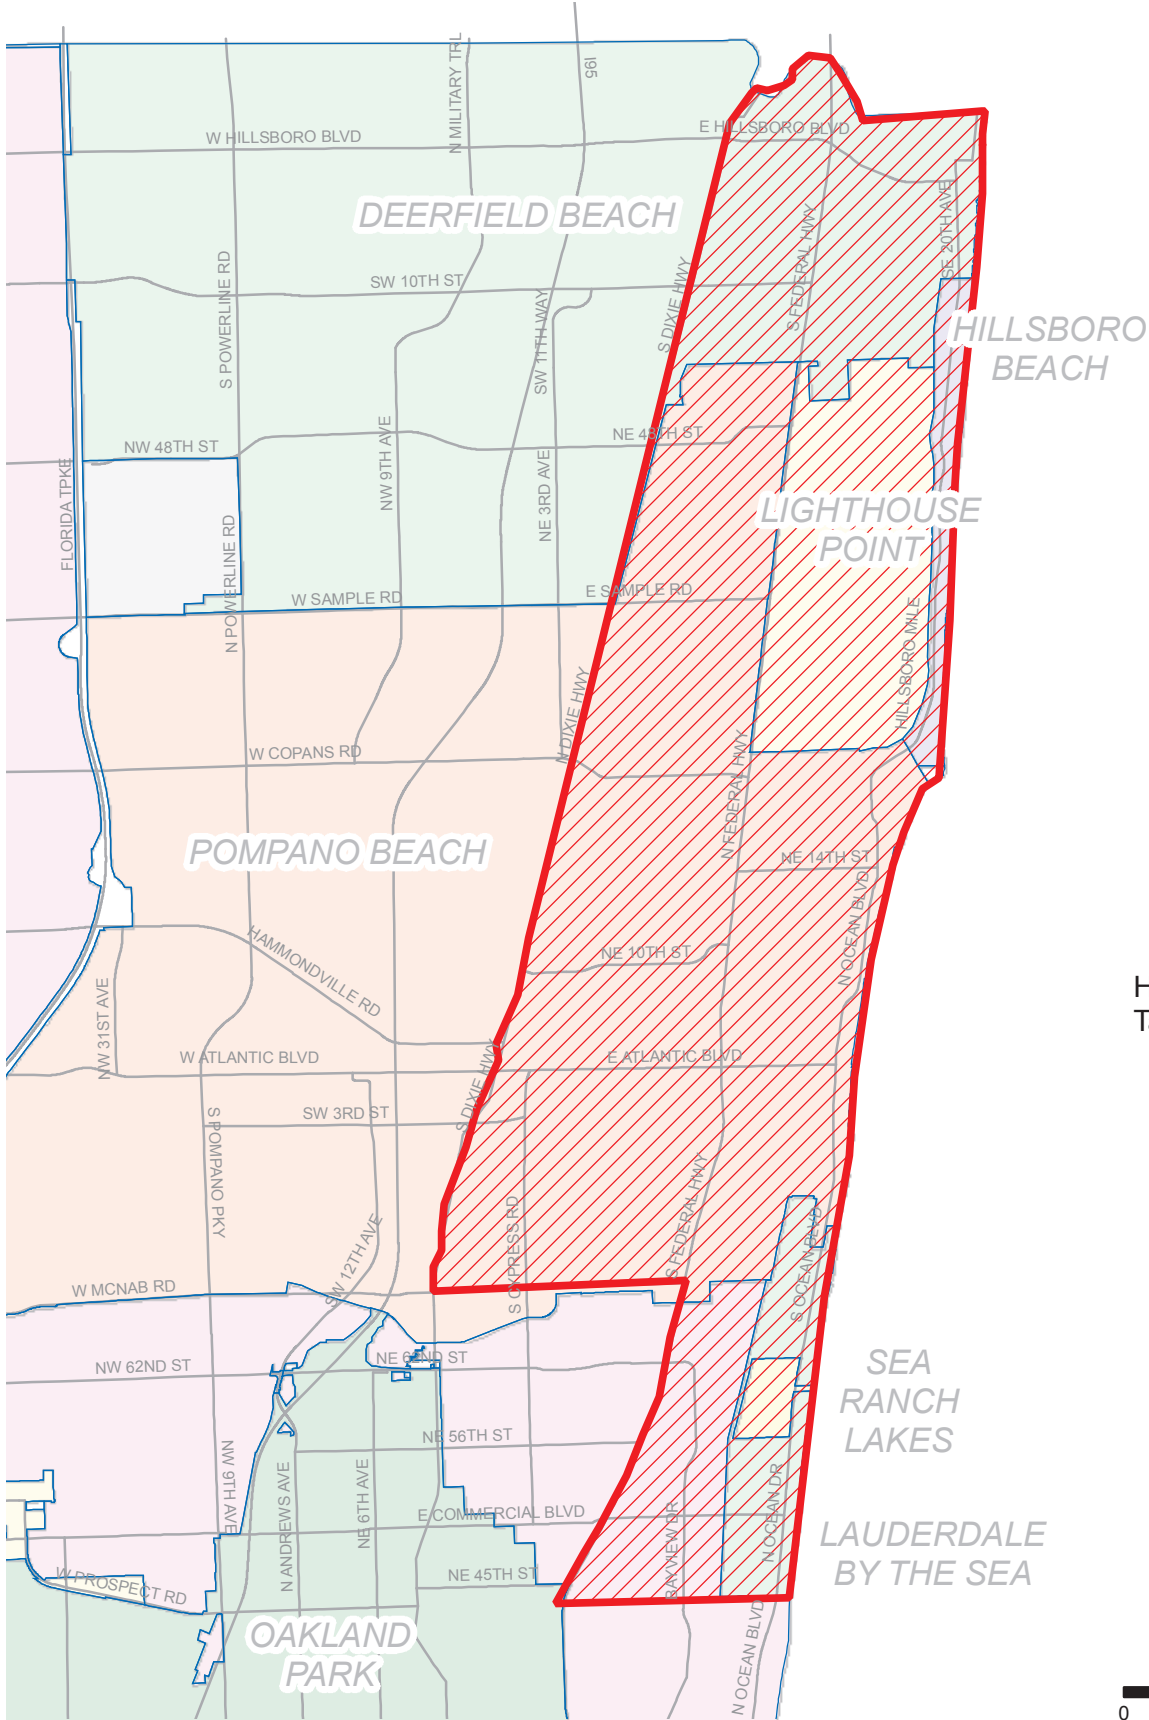 N MILITARY TRL
I95
W HILLSBORO BLVD
E HILLSBORO BLVD
DEERFIELD BEACH
SE 20TH AVE
S FEDERAL HWY
S POWERLINE RD
SW 10TH ST
S DIXIE HWY
SW 11TH WAY
HILLSBORO
BEACH
NW 48TH ST
NE 48TH ST
NW 9TH AVE
NE 3RD AVE
FLORIDA TPKE
LIGHTHOUSE
POINT
N POWERLINE RD
W SAMPLE RD
E SAMPLE RD
HILLSBORO MILE
N DIXIE HWY
W COPANS RD
N FEDERAL HWY
POMPANO BEACH
NE 14TH ST
N OCEAN BLVD
HAMMONDVILLE RD
NE 10TH ST
NW 31ST AVE
H
T
W ATLANTIC BLVD
E ATLANTIC BLVD
S DIXIE HWY
SW 3RD ST
S POMPANO PKY
S FEDERAL HWY
S CYPRESS RD
SW 12TH AVE
S OCEAN BLVD
W MCNAB RD
NW 62ND ST
NE 62ND ST
SEA
RANCH
LAKES
NE 56TH ST
NW 9TH AVE
N ANDREWS AVE
NE 6TH AVE
E COMMERCIAL BLVD
BAYVIEW DR
N OCEAN DR
LAUDERDALE
BY THE SEA
W PROSPECT RD
NE 45TH ST
OAKLAND
PARK
N OCEAN BLVD
0